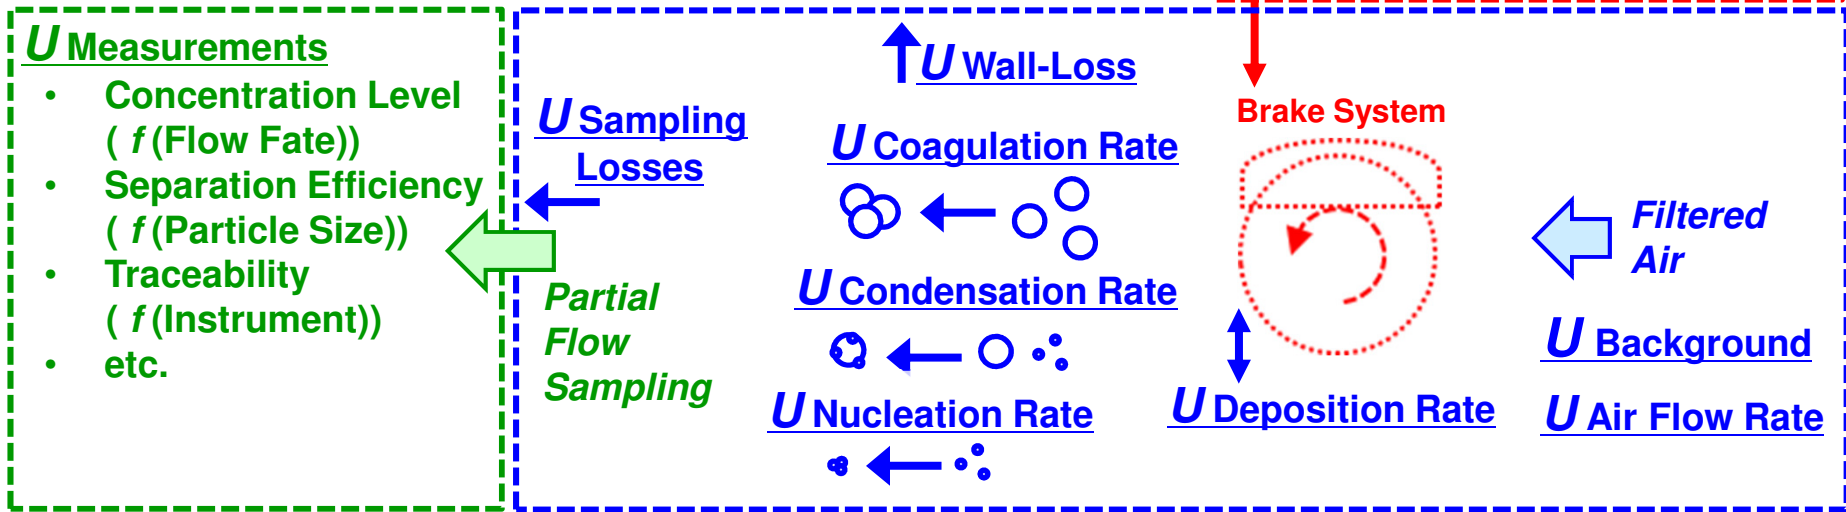 U Measurements
• Concentration Level
( f (Flow Fate))
• Separation Efficiency
( f (Particle Size))
• Traceability
( f (Instrument))
• etc.
U Sampling
Losses
Partial
Flow
Sampling
U Wall-Loss
U Coagulation Rate
U Condensation Rate
U Nucleation Rate
Brake System
U Deposition Rate
Filtered
Air
U Background
U Air Flow Rate